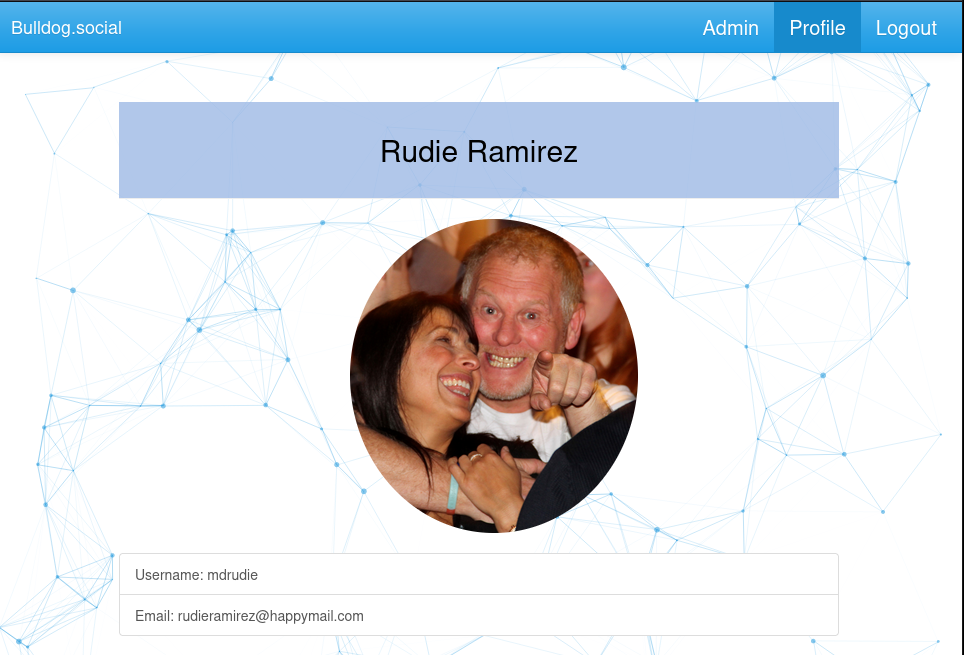 Bulldog.social Admin Profile Logout
Rudie Ramirez
Username: mdrudie
Email: rudieramirez@happymail.com